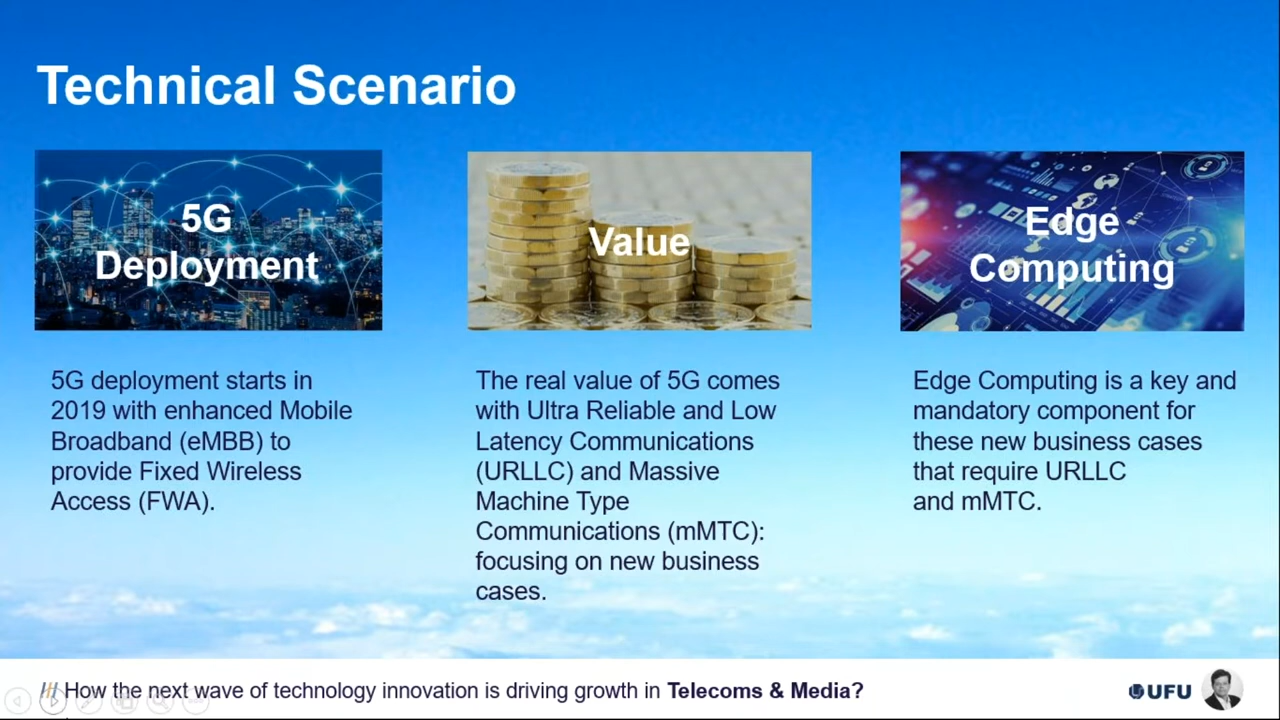 Technical Scenario
5G
Deployment
Value
Edge
Computing
5G deployment starts in
2019 with enhanced Mobile
Broadband (eMBB) to
provide Fixed Wireless
Access (FWA).
The real value of 5G comes
with Ultra Reliable and Low
Latency Communications
(URLLC) and Massive
Machine Type
Communications (mMTC):
focusing on new business
cases.
Edge Computing is a key and
mandatory component for
these new business cases
that require URLLC
and mMTC.
How the next wave of technology innovation is driving growth in Telecoms & Media?
UFU